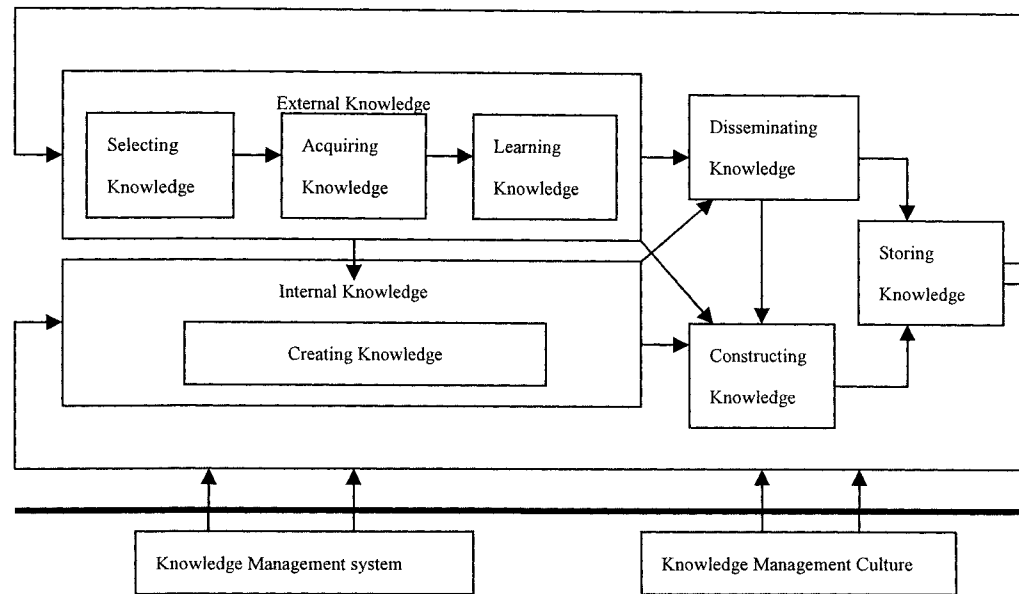 External Knowledge
Selecting
Knowledge
Acquiring
Knowledge
Learning
Knowledge
Disseminating
Knowledge
Internal Knowledge
Creating Knowledge
Storing
Knowledge
Constructing
Knowledge
Knowledge Management system
Knowledge Management Culture